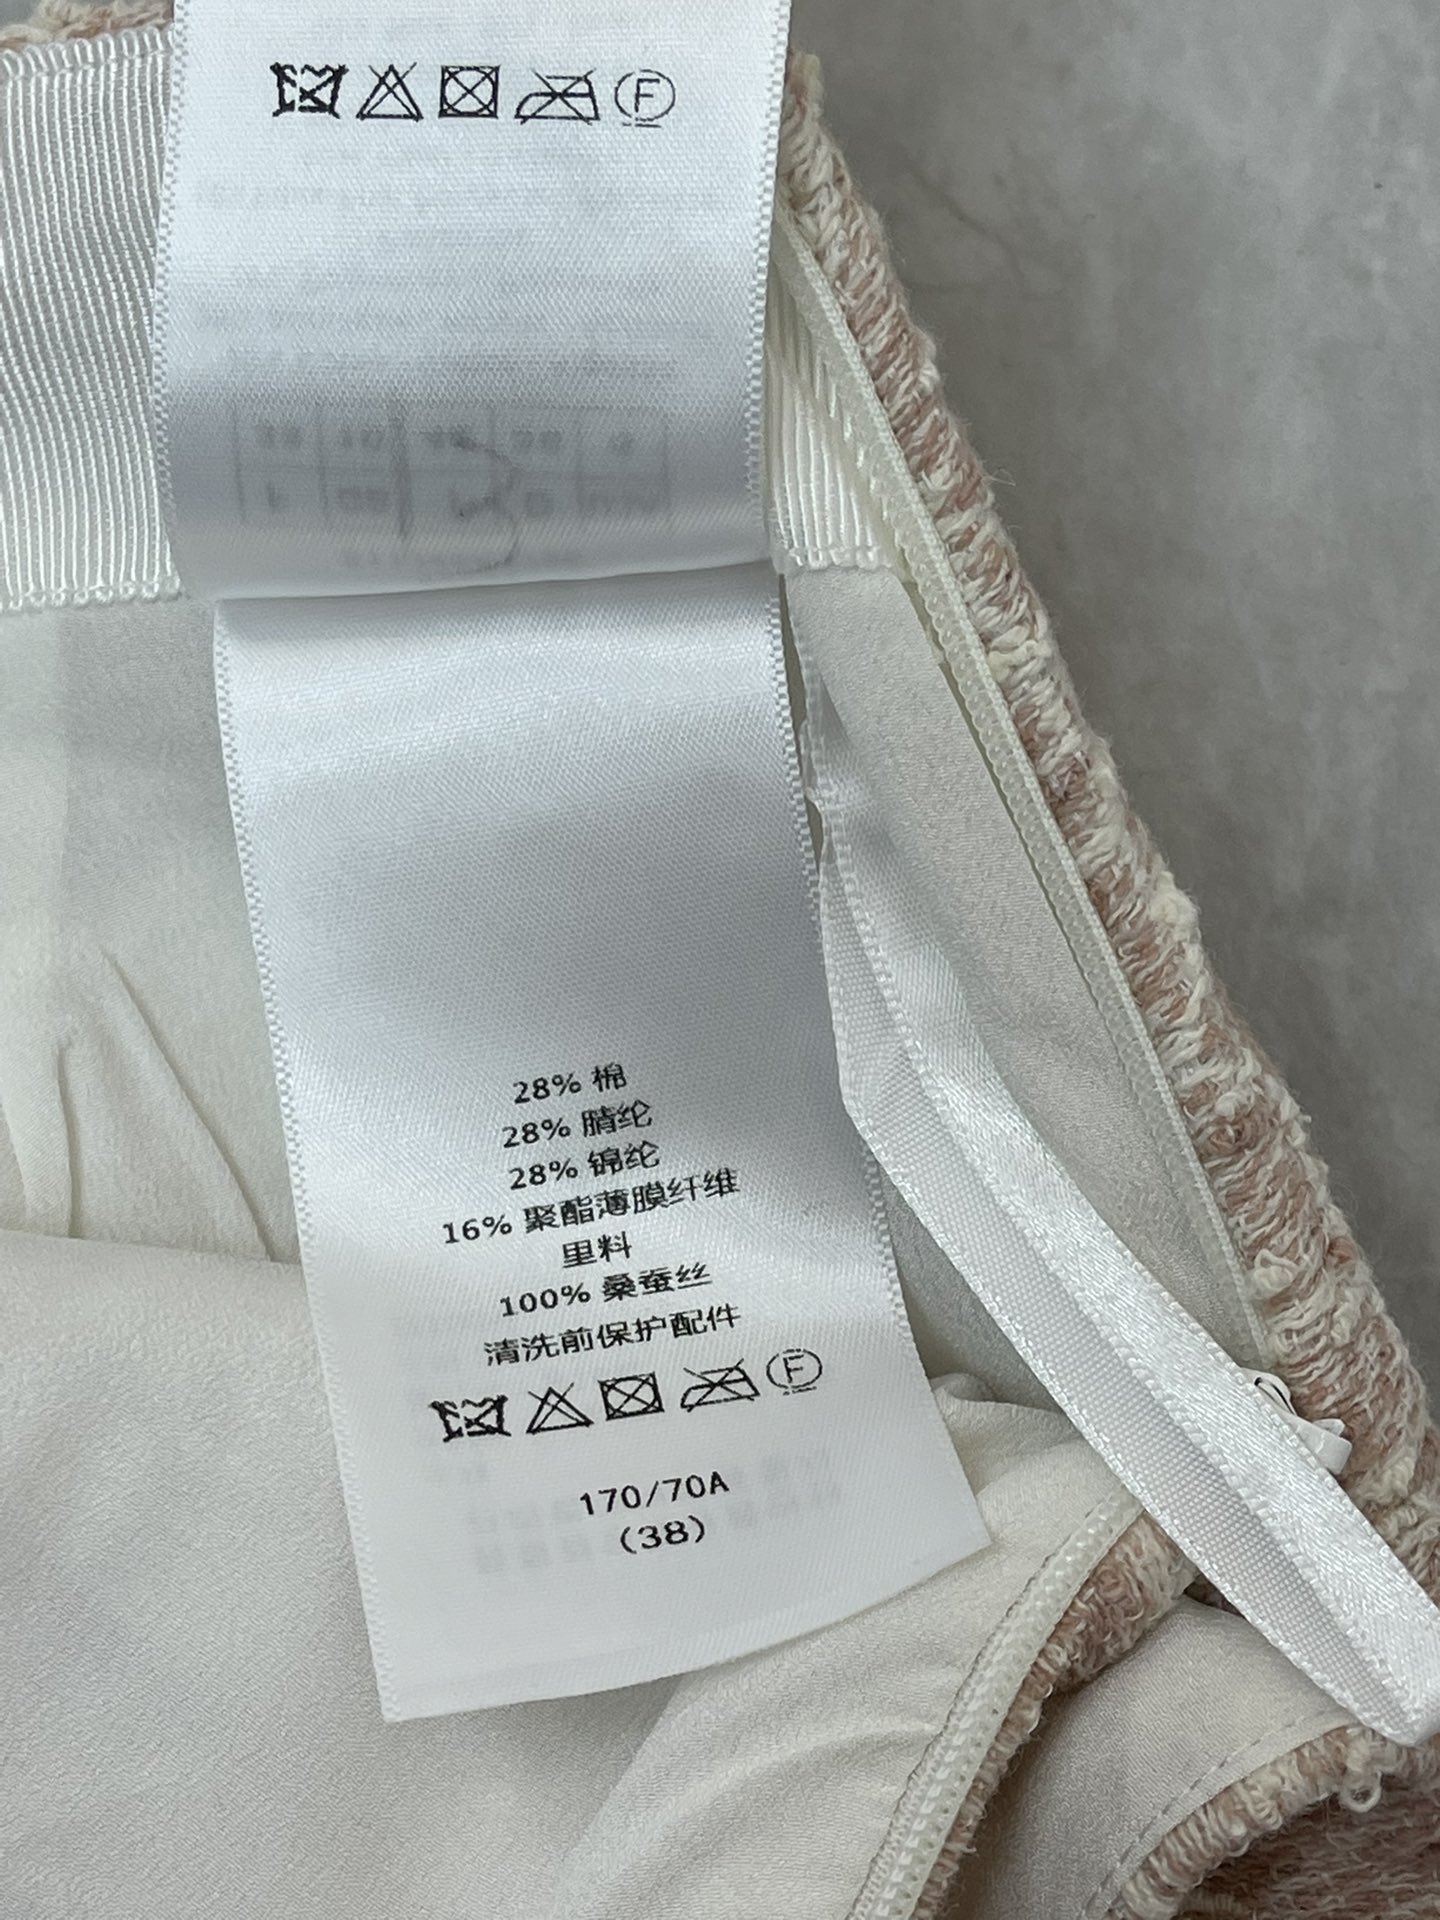 F
28% 棉
28% 腈纶
28% 锦纶
16% 聚酯薄膜纤维
里料
100% 桑蚕丝
清洗前保护配件
F
170/70A
(38)